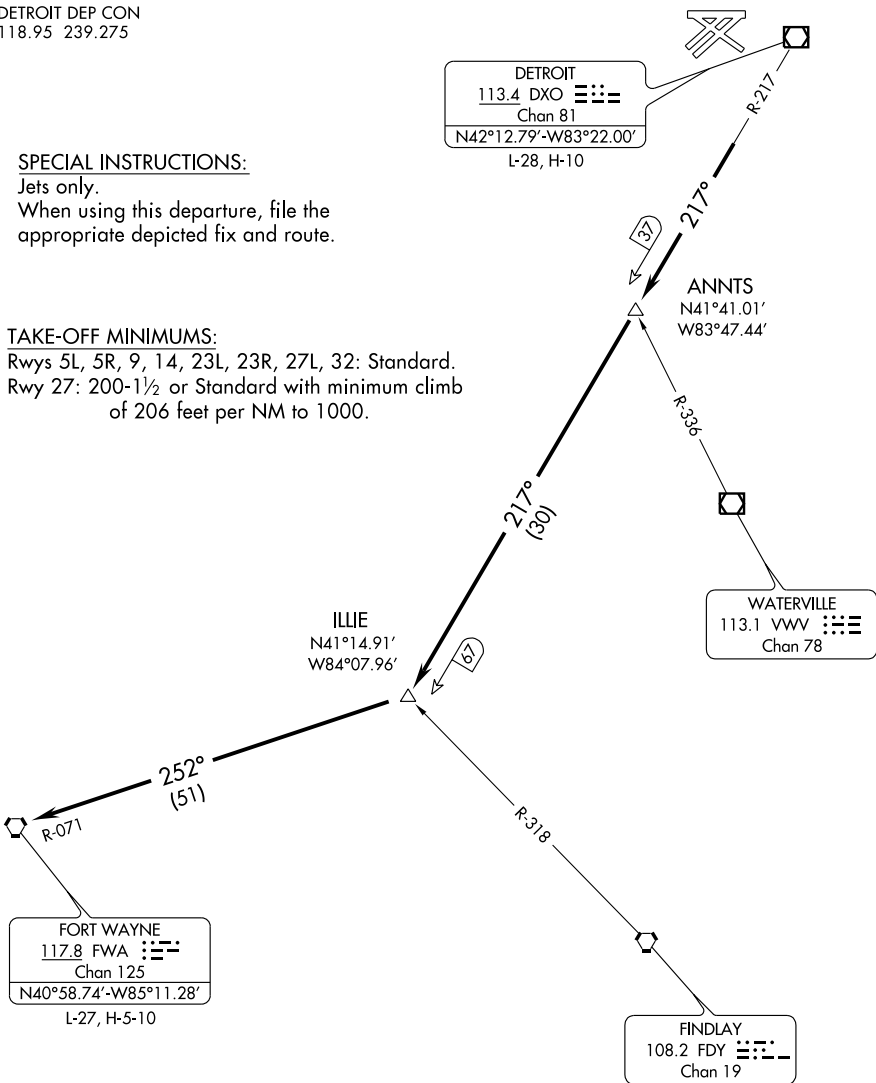 DETROIT DEP CON
118.95 239.275
DETROIT
113.4 DXO
Chan 81
N42°12.79'-W83°22.00'
L-28, H-10
R-217
SPECIAL INSTRUCTIONS:
Jets only.
When using this departure, file the
appropriate depicted fix and route.
217°
37
ANNTS
N41°41.01'
W83°47.44'
TAKE-OFF MINIMUMS:
Rwys 5L, 5R, 9, 14, 23L, 23R, 27L, 32: Standard.
Rwy 27: 200-1½ or Standard with minimum climb
of 206 feet per NM to 1000.
R-336
217°
(30)
WATERVILLE
113.1 VWV
Chan 78
ILLIE
N41°14.91'
W84°07.96'
67
252°
(51)
R-071
R-318
FORT WAYNE
117.8 FWA
Chan 125
N40°58.74'-W85°11.28'
L-27, H-5-10
FINDLAY
108.2 FDY
Chan 19